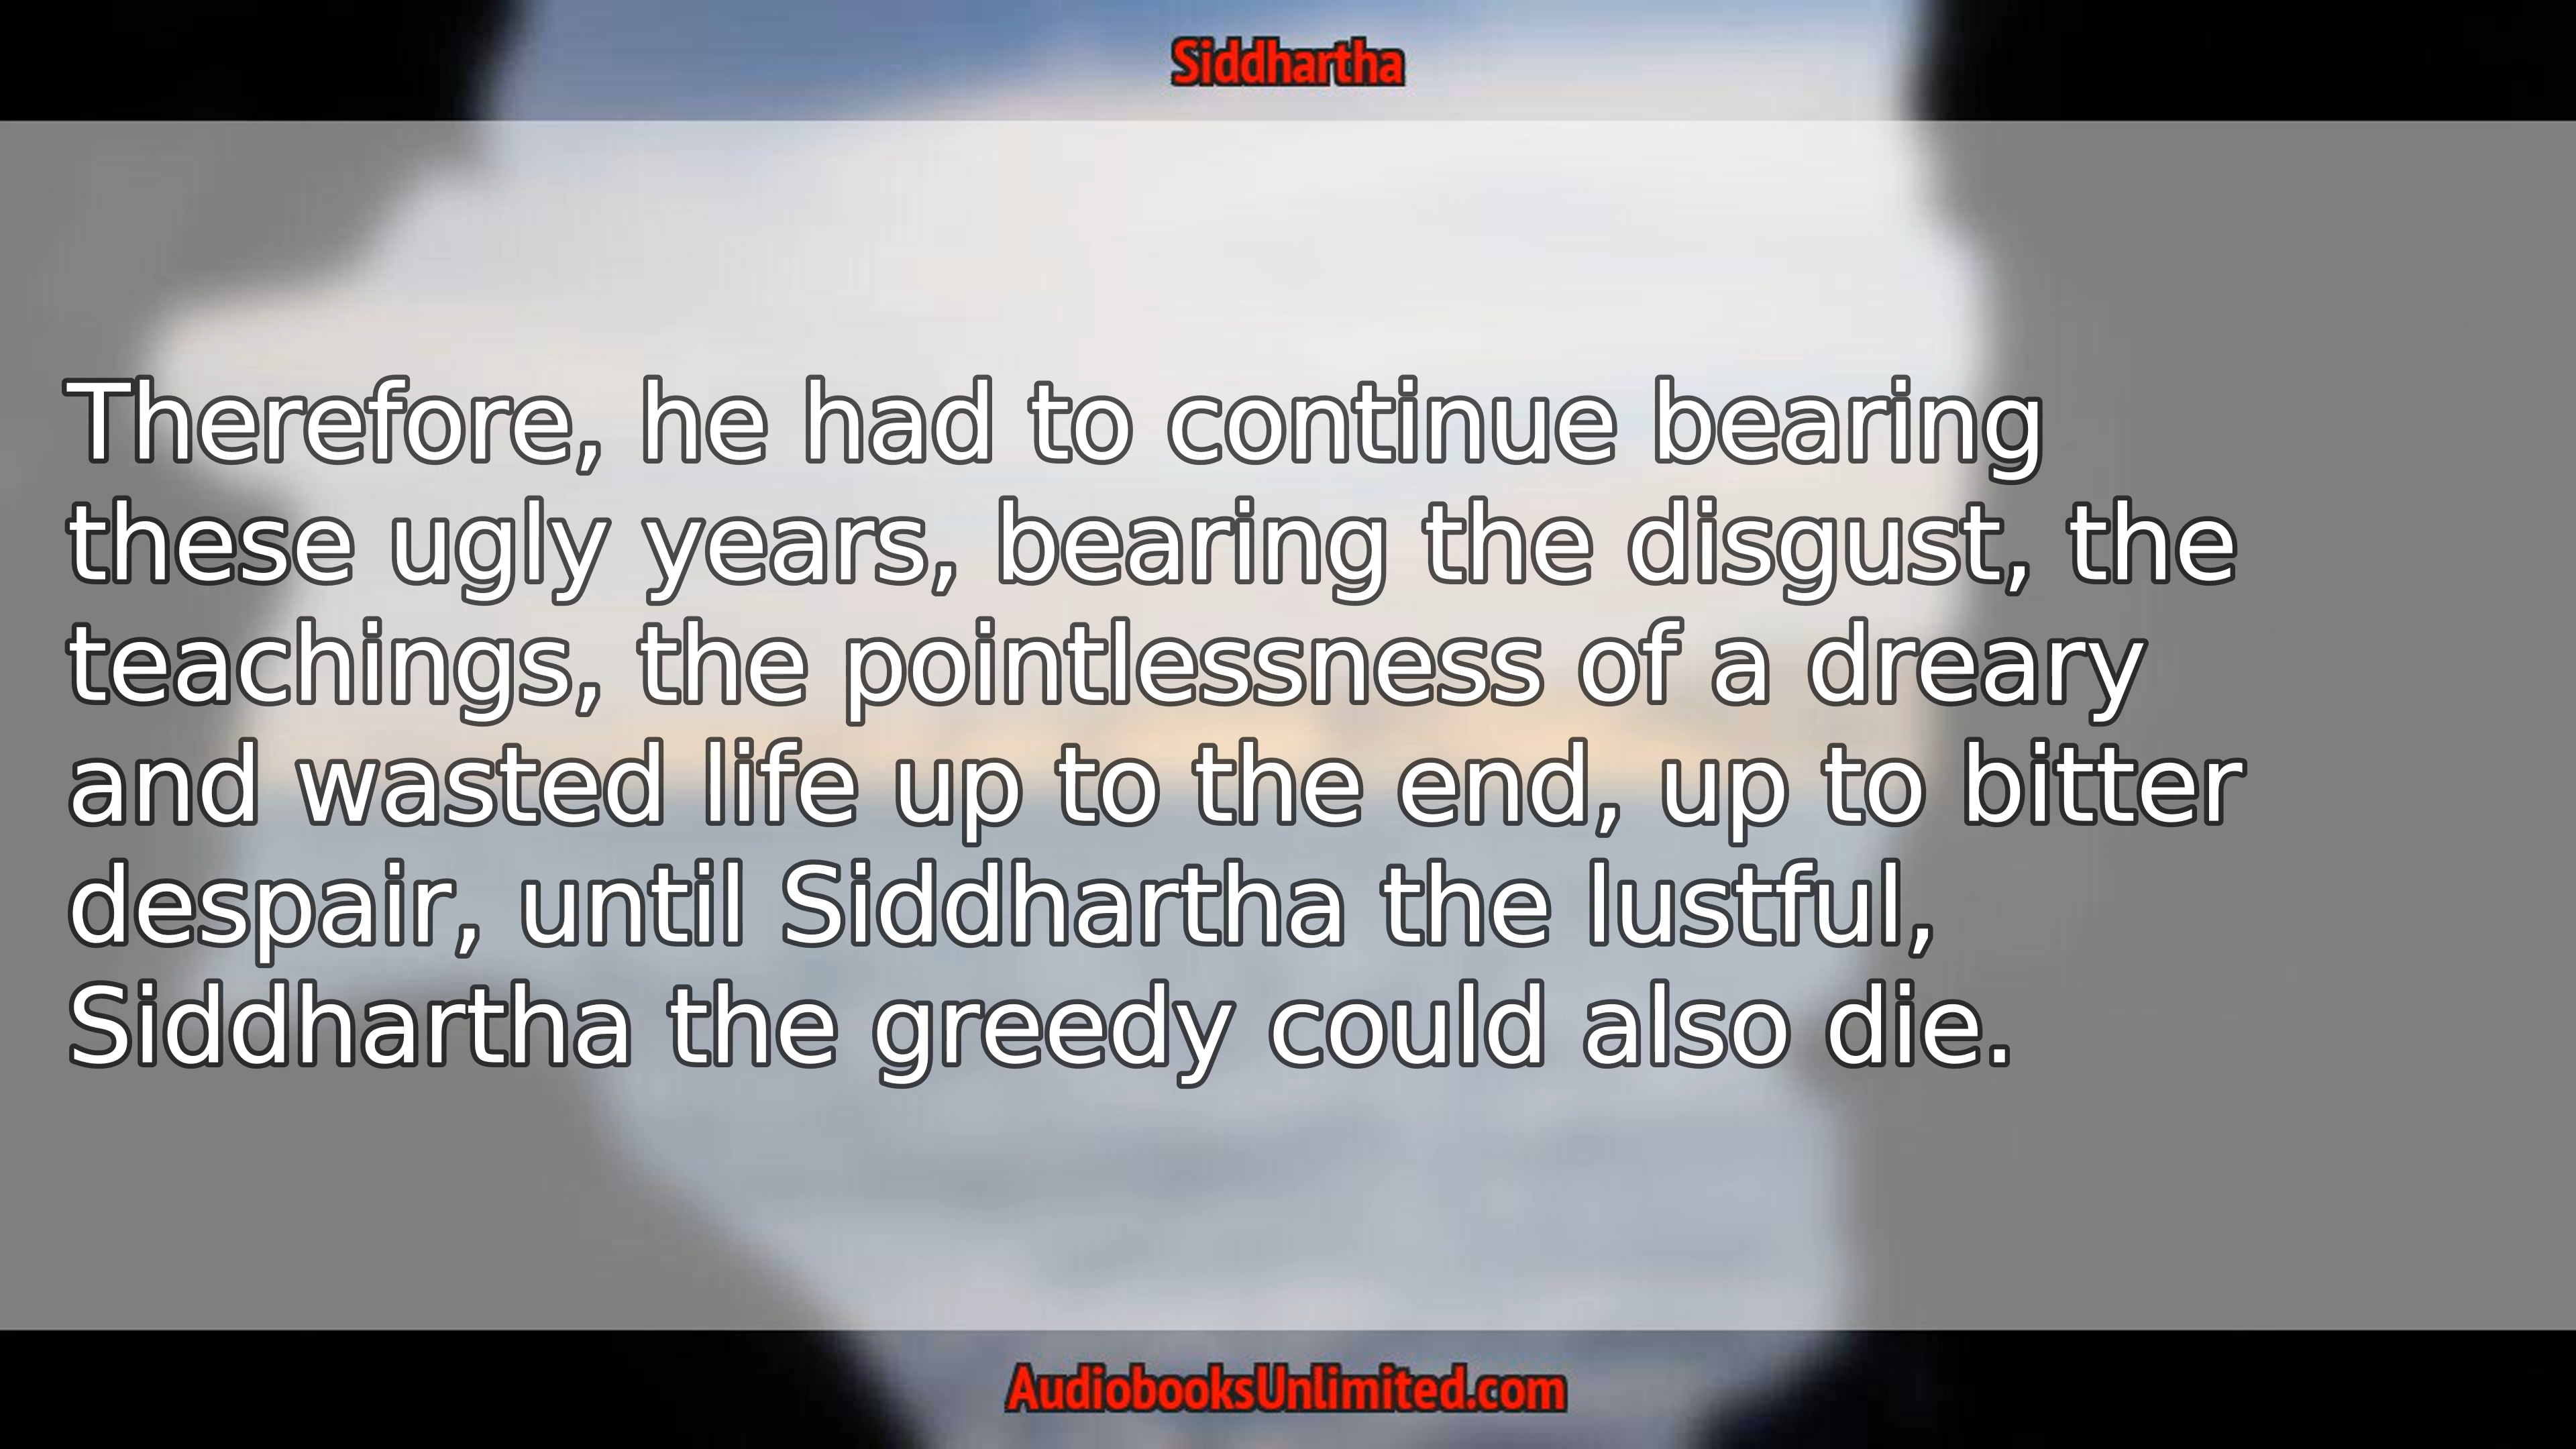 Siddhartha
Therefore, he had to continue bearing
these ugly years, bearing the disgust, the
teachings, the pointlessness of a dreary
and wasted life up to the end, up to bitter
despair, until Siddhartha the lustful,
Siddhartha the greedy could also die.
AudiobooksUnlimited.com